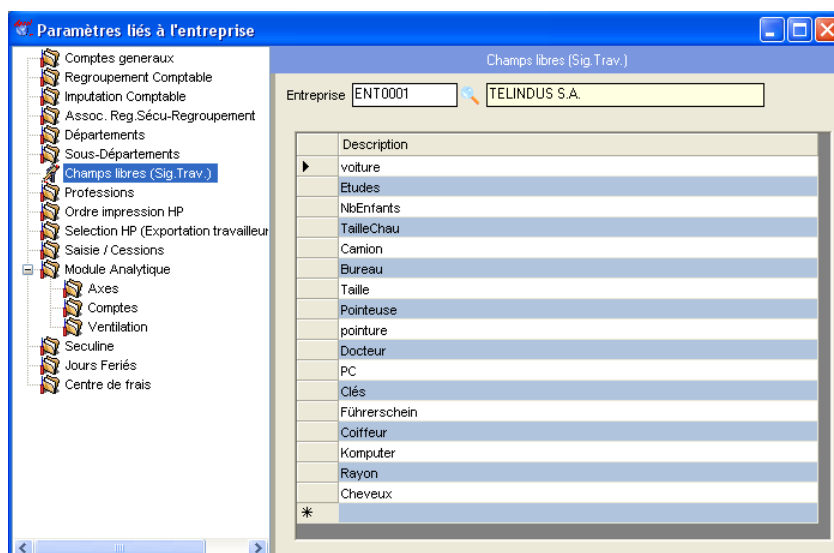 Paramètres liés à l'entreprise
Comptes generaux
Regroupement Comptable
Imputation Comptable
Assoc. Reg.Sécu-Regroupement
Départements
Sous-Départements
Champs libres (Sig.Trav.)
Professions
Ordre impression HP
Selection HP (Exportation travailleur
Saisie / Cessions
Module Analytique
Axes
Comptes
Ventilation
Seculine
Jours Feriés
Centre de frais
Champs libres (Sig.Trav.)
Entreprise ENT0001 TELINDUS S.A.
Description
voiture
Etudes
NbEnfants
TailleChau
Camion
Bureau
Taille
Pointeuse
pointure
Docteur
PC
Clés
Führerschein
Coiffeur
Komputer
Rayon
Cheveux